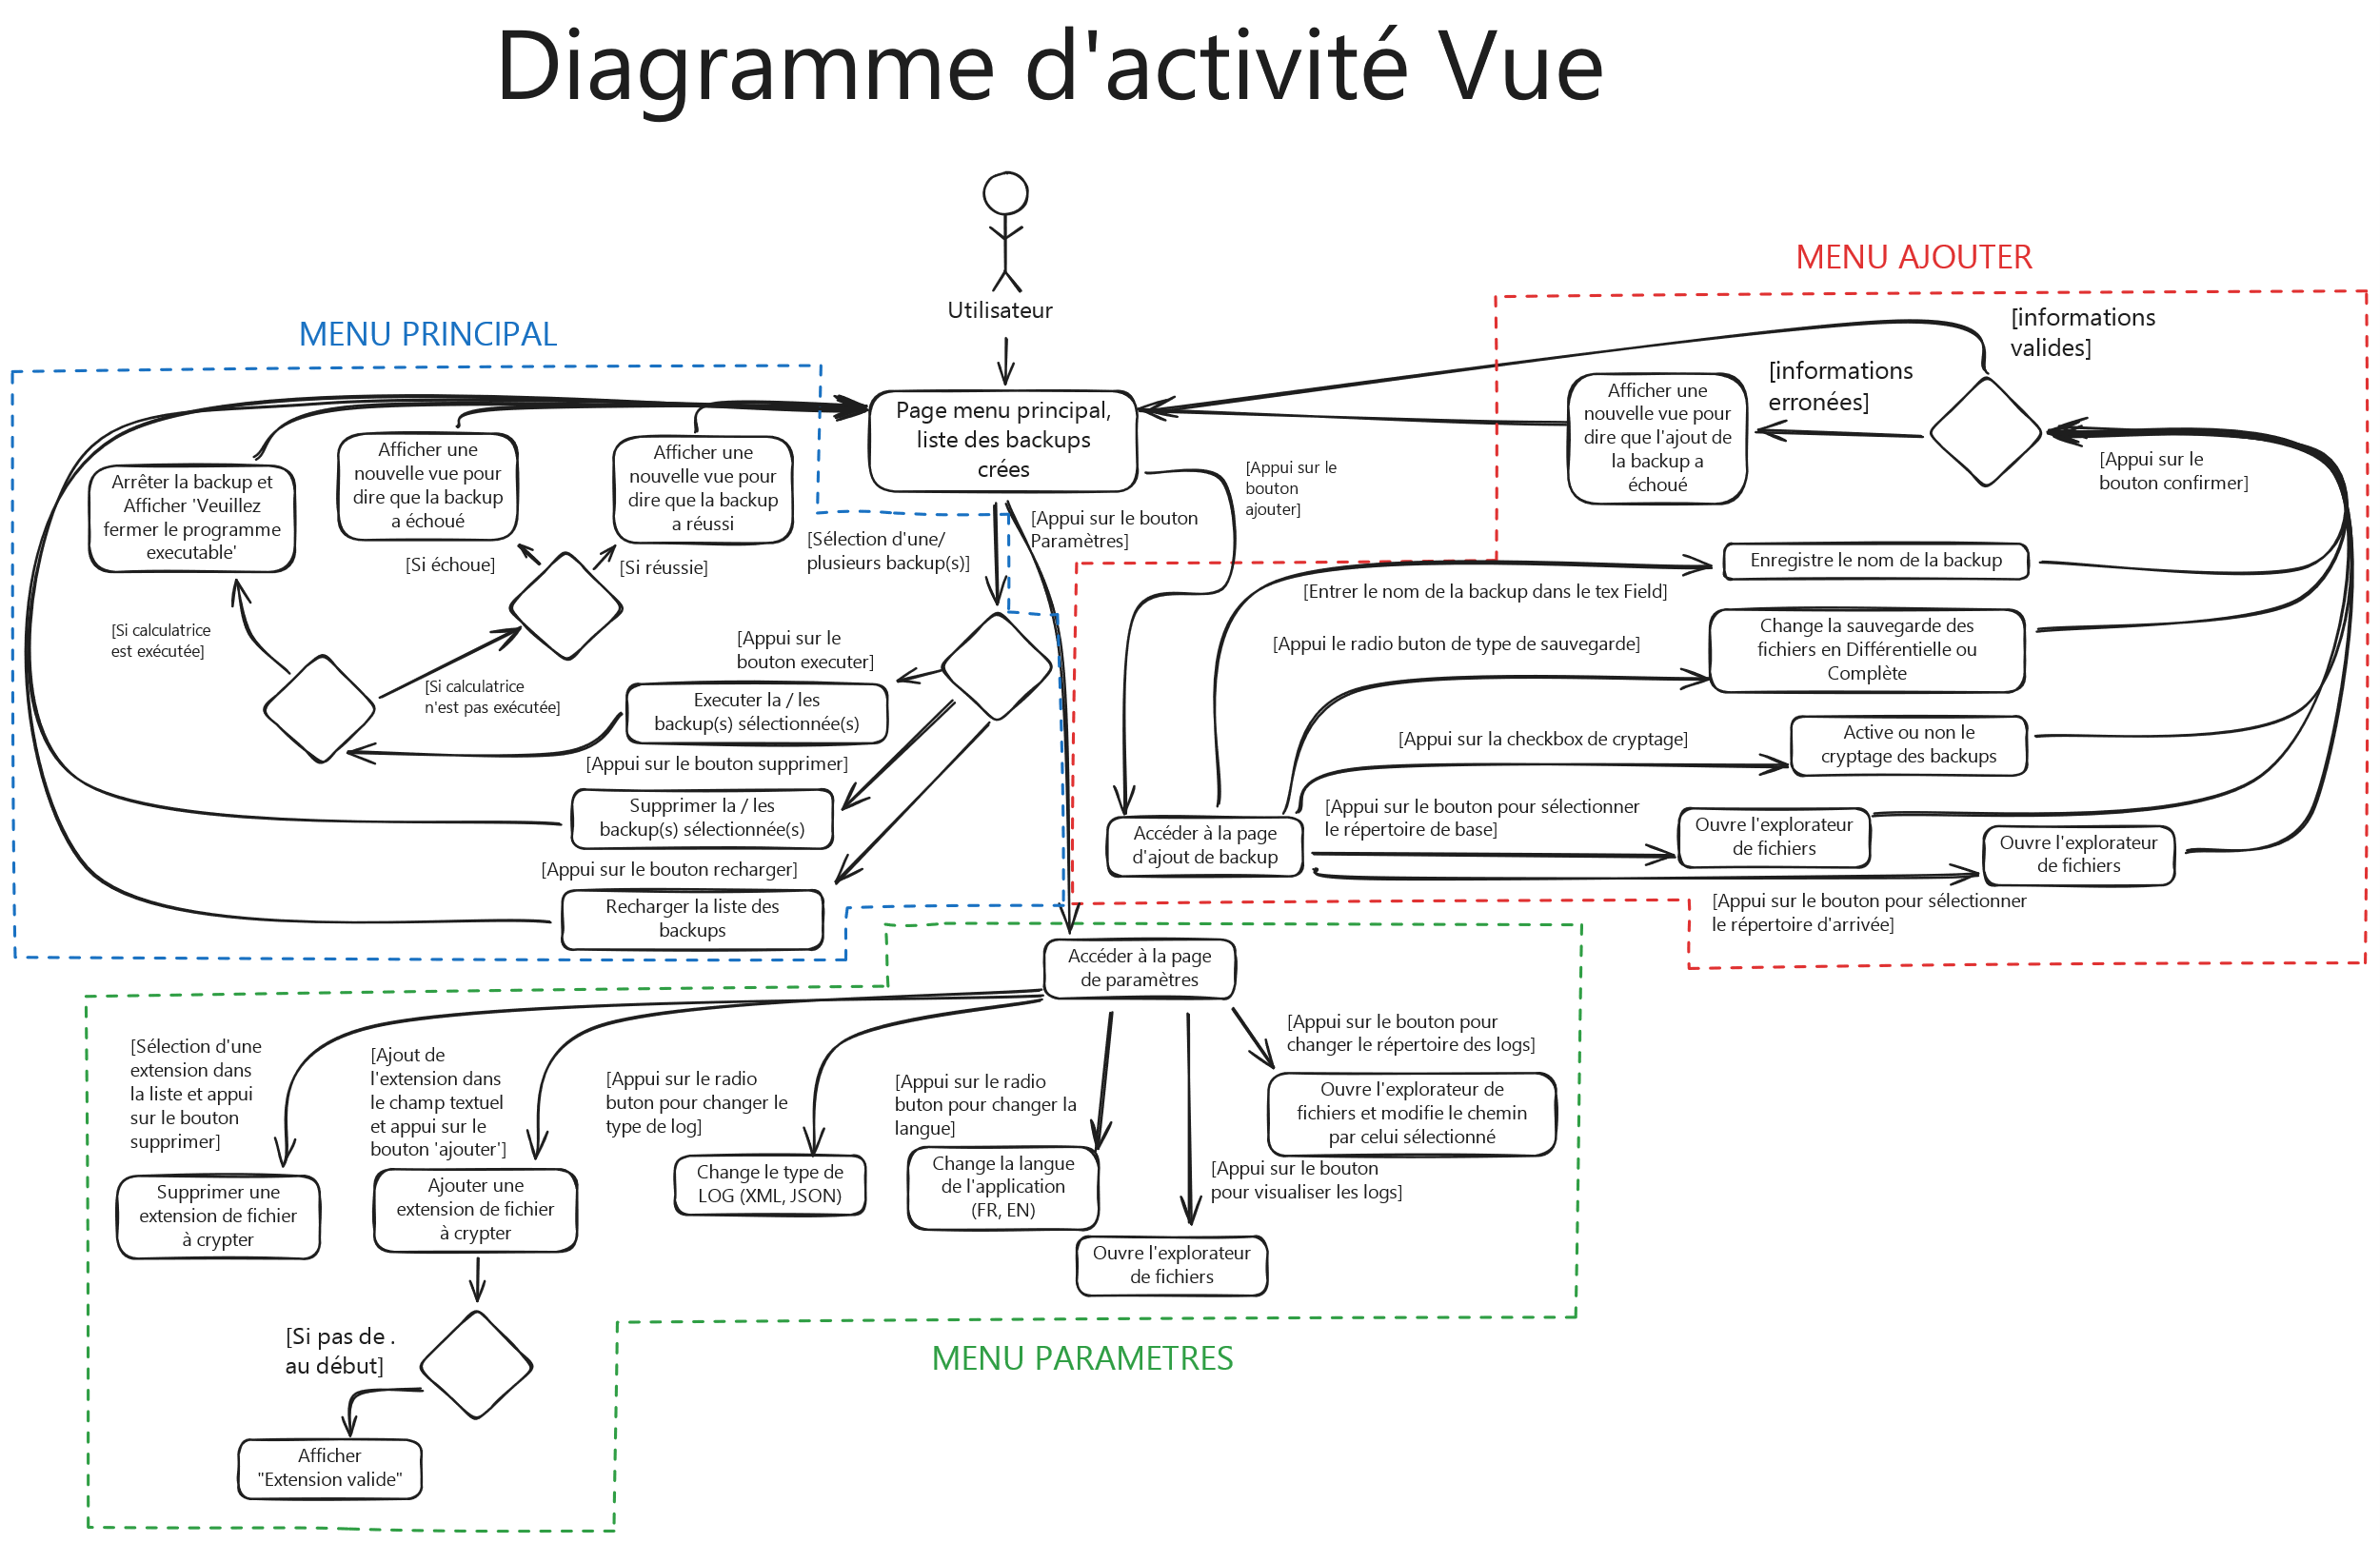 Diagramme d'activité Vue
Utilisateur
MENU PRINCIPAL
Page menu principal,
liste des backups
crées
Arrêter la backup et
Afficher 'Veuillez
fermer le programme
executable'
Afficher une
nouvelle vue pour
dire que la backup
a échoué
Afficher une
nouvelle vue pour
dire que la backup
a réussi
[Si échoue]
[Si réussie]
[Sélection d'une/
plusieurs backup(s)]
[Appui sur le bouton
Paramètres]
[Appui sur le
bouton
ajouter]
[Si calculatrice
est exécutée]
[Si calculatrice
n'est pas exécutée]
[Appui sur le
bouton executer]
Executer la / les
backup(s) sélectionnée(s)
[Appui sur le bouton supprimer]
Supprimer la / les
backup(s) sélectionnée(s)
[Appui sur le bouton recharger]
Recharger la liste des
backups
MENU AJOUTER
[informations
valides]
[informations
erronées]
Afficher une
nouvelle vue pour
dire que l'ajout de
la backup a
échoué
[Appui sur le
bouton confirmer]
Enregistre le nom de la backup
[Entrer le nom de la backup dans le tex Field]
Change la sauvegarde des
fichiers en Différentielle ou
Complète
[Appui le radio buton de type de sauvegarde]
Active ou non le
cryptage des backups
[Appui sur la checkbox de cryptage]
[Appui sur le bouton pour sélectionner
le répertoire de base]
Accéder à la page
d'ajout de backup
Ouvre l'explorateur
de fichiers
Ouvre l'explorateur
de fichiers
[Appui sur le bouton pour sélectionner
le répertoire d'arrivée]
Accéder à la page
de paramètres
[Sélection d'une
extension dans
la liste et appui
sur le bouton
supprimer]
[Ajout de
l'extension dans
le champ textuel
et appui sur le
bouton 'ajouter']
[Appui sur le radio
buton pour changer le
type de log]
[Appui sur le radio
buton pour changer la
langue]
[Appui sur le bouton pour
changer le répertoire des logs]
Ouvre l'explorateur de
fichiers et modifie le chemin
par celui sélectionné
[Appui sur le bouton
pour visualiser les logs]
Supprimer une
extension de fichier
à crypter
Ajouter une
extension de fichier
à crypter
Change le type de
LOG (XML, JSON)
Change la langue
de l'application
(FR, EN)
Ouvre l'explorateur
de fichiers
[Si pas de .
au début]
MENU PARAMETRES
Afficher
"Extension valide"